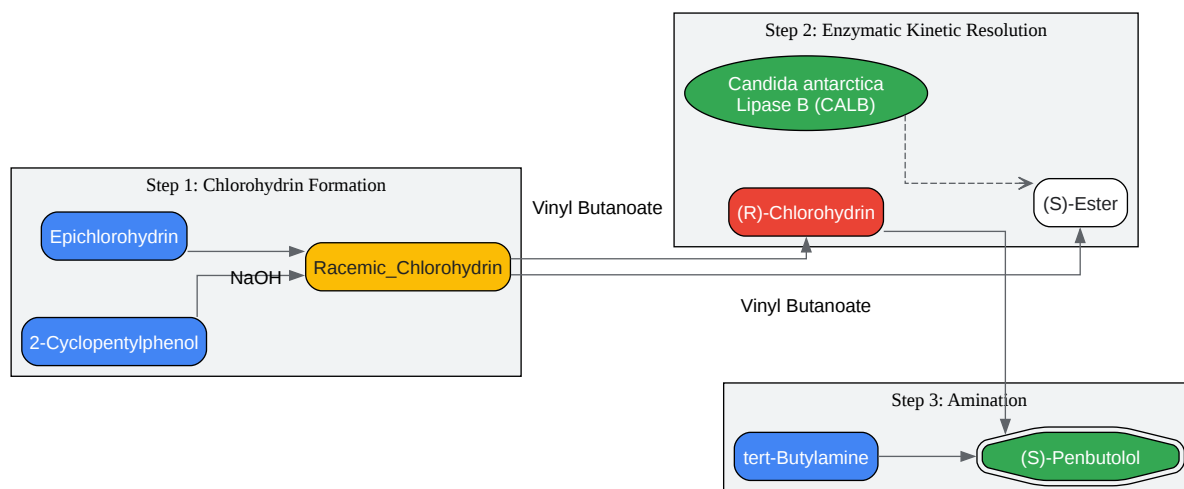 Step 1: Chlorohydrin Formation
Epichlorohydrin
NaOH
2-Cyclopentylphenol
Racemic_Chlorohydrin
Vinyl Butanoate
Vinyl Butanoate
Step 2: Enzymatic Kinetic Resolution
Candida antarctica
Lipase B (CALB)
(R)-Chlorohydrin
(S)-Ester
Step 3: Amination
tert-Butylamine
(S)-Penbutolol